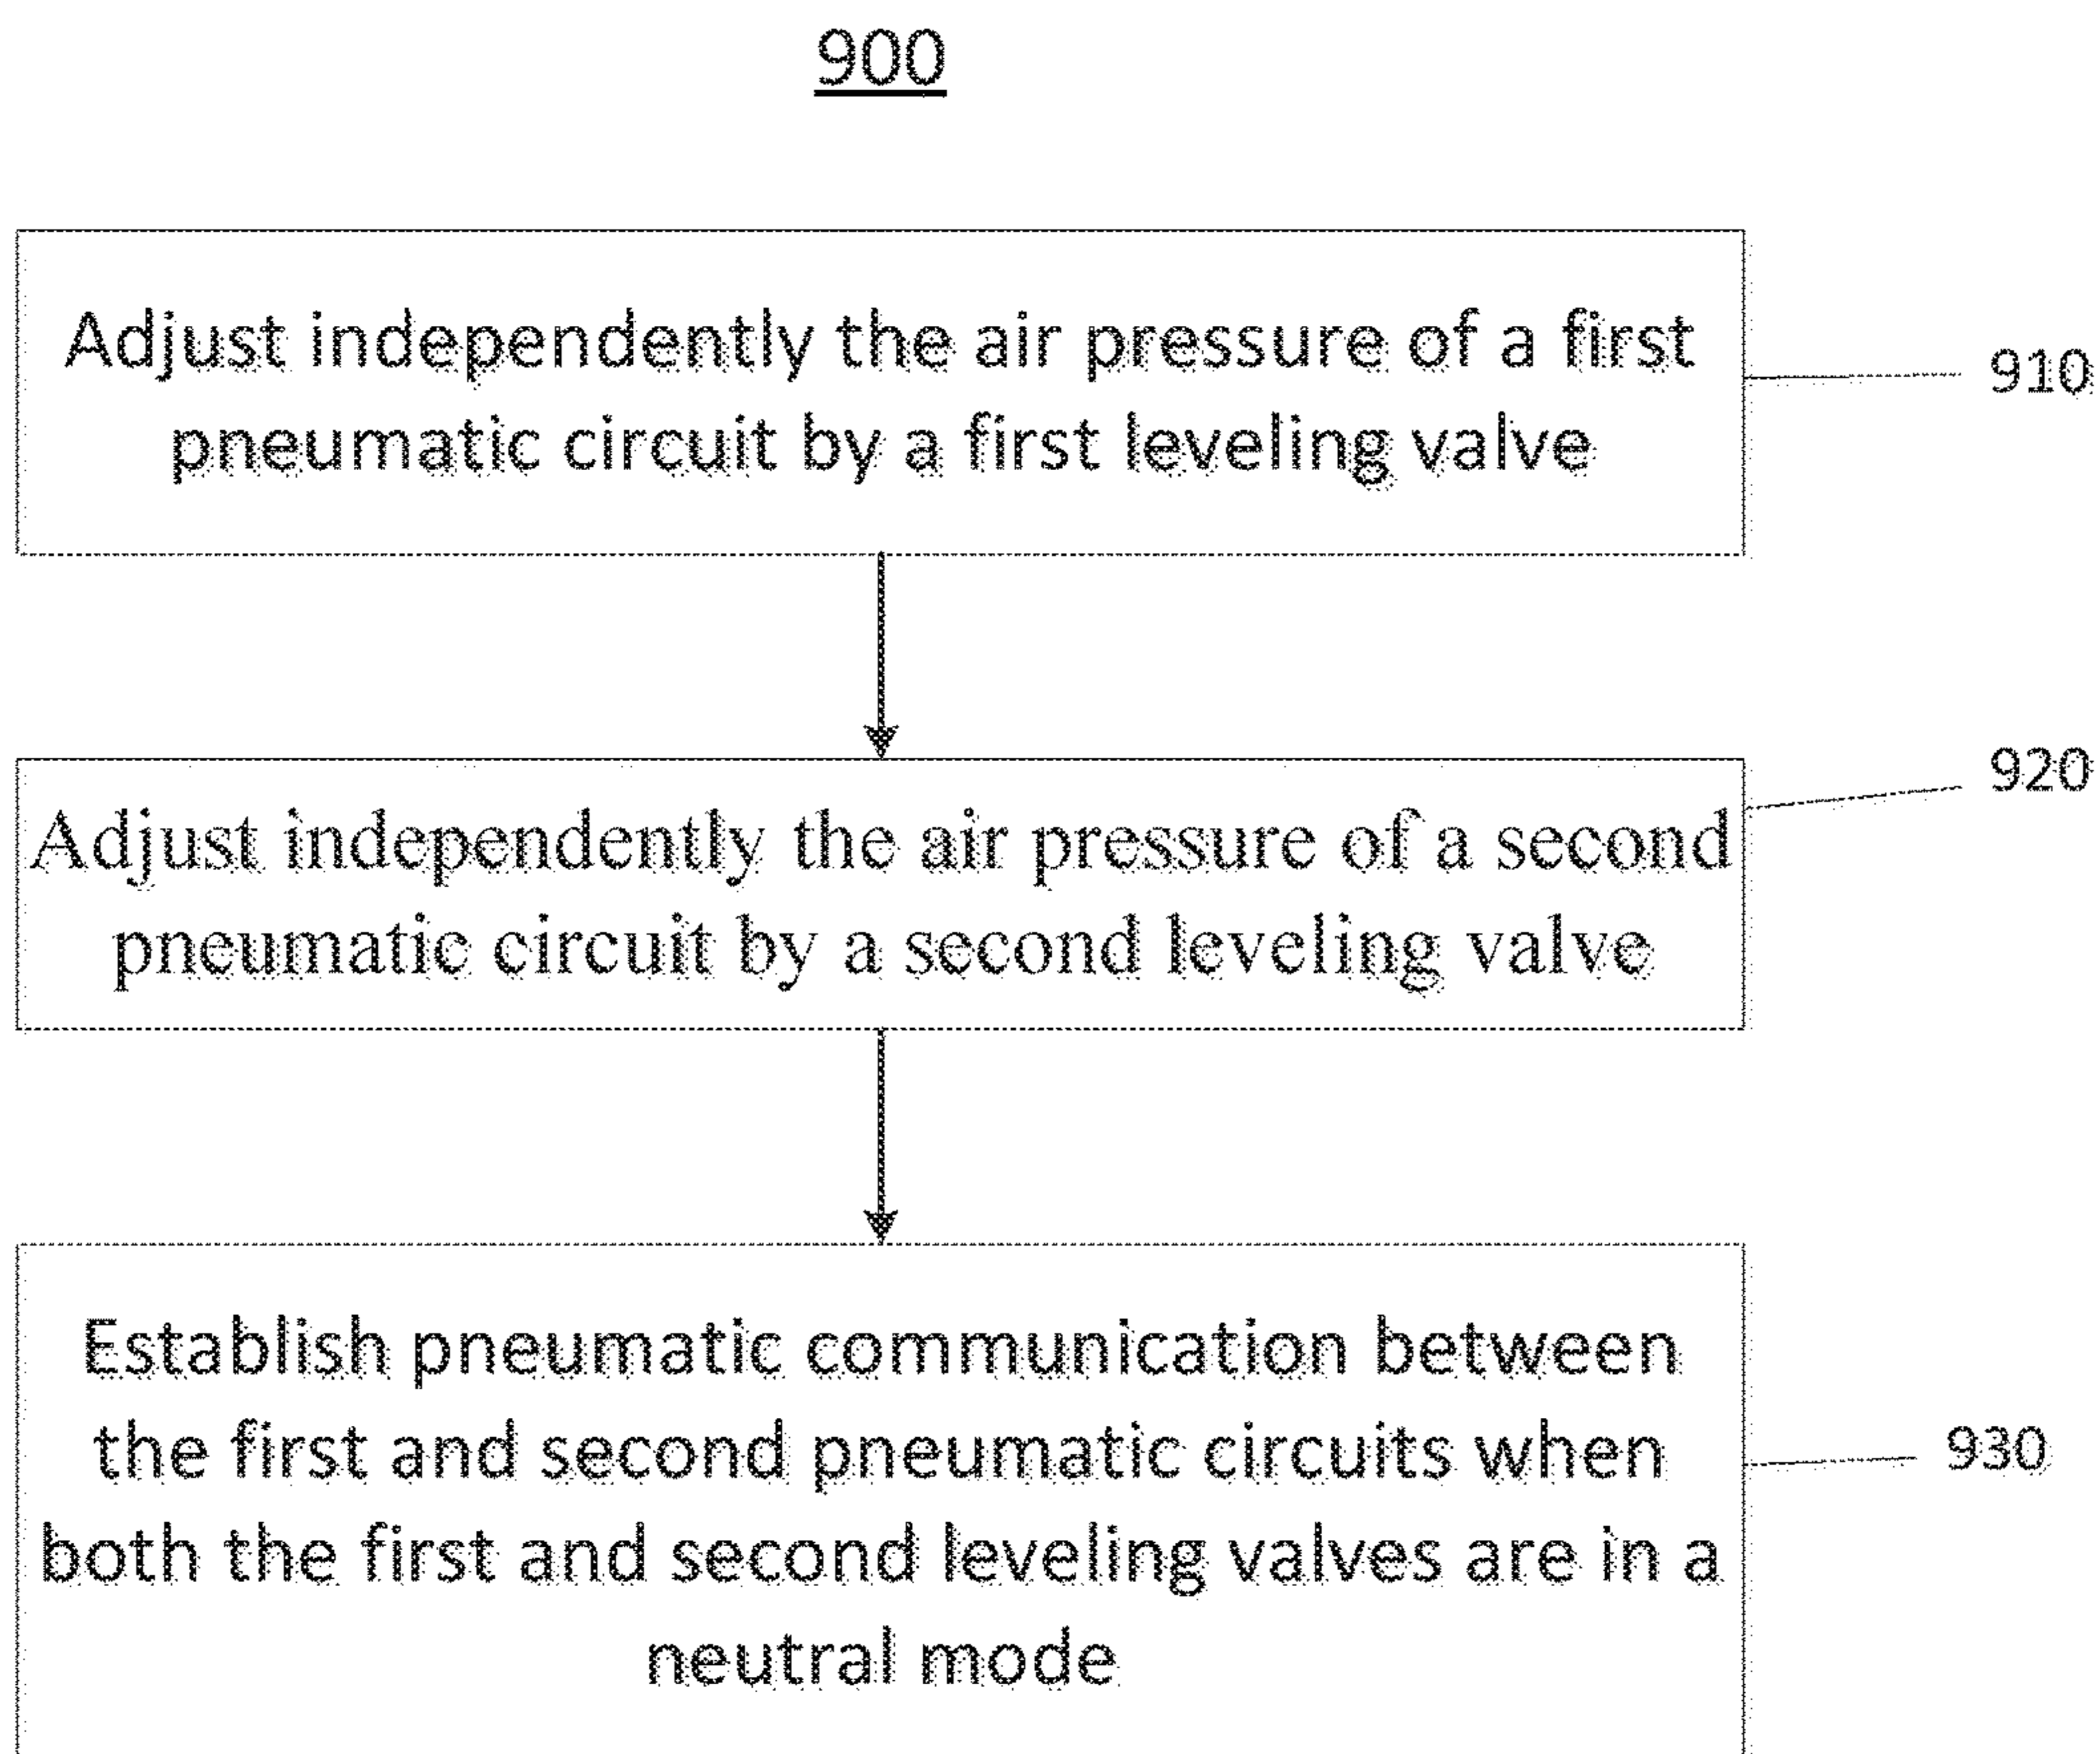 900
Adjust independently the air pressure of a first
pneumatic circuit by a first leveling valve
910
Adjust independently the air pressure of a second
pneumatic circuit by a second leveling valve
920
Establish pneumatic communication between
the first and second pneumatic circuits when
both the first and second leveling valves are in a
neutral mode
930